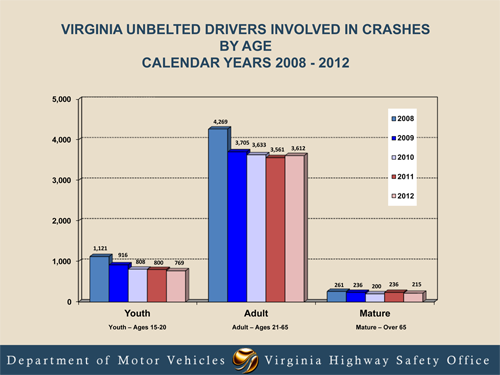 VIRGINIA UNBELTED DRIVERS INVOLVED IN CRASHES
BY AGE
CALENDAR YEARS 2008 - 2012
5,000
4,000
3,000
2,000
1,000
0
1,121
916
808
800
769
4,269
3,705
3,633
3,561
3,612
261
236
200
236
215
2008
2009
2010
2011
2012
Youth
Adult
Mature
Youth – Ages 15-20
Adult – Ages 21-65
Mature – Over 65
Department of Motor Vehicles
Virginia Highway Safety Office